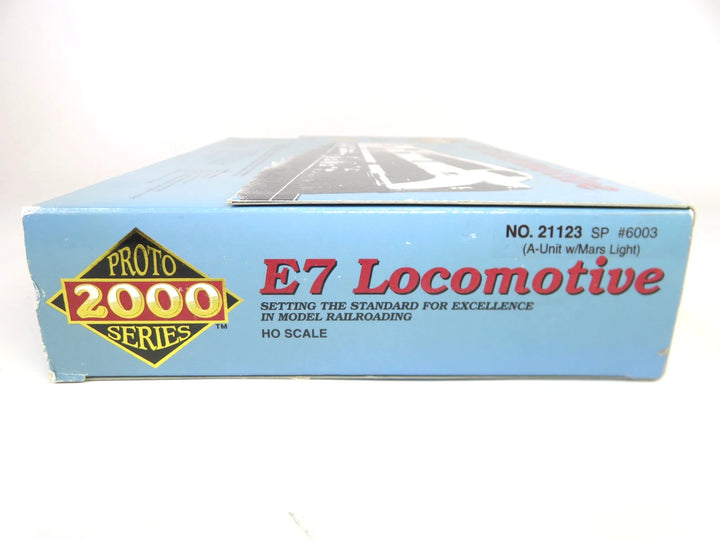 PROTO
2000
SERIES
TM
NO. 21123 SP #6003
(A-Unit w/Mars Light)
E7 Locomotive
SETTING THE STANDARD FOR EXCELLENCE
IN MODEL RAILROADING
HO SCALE